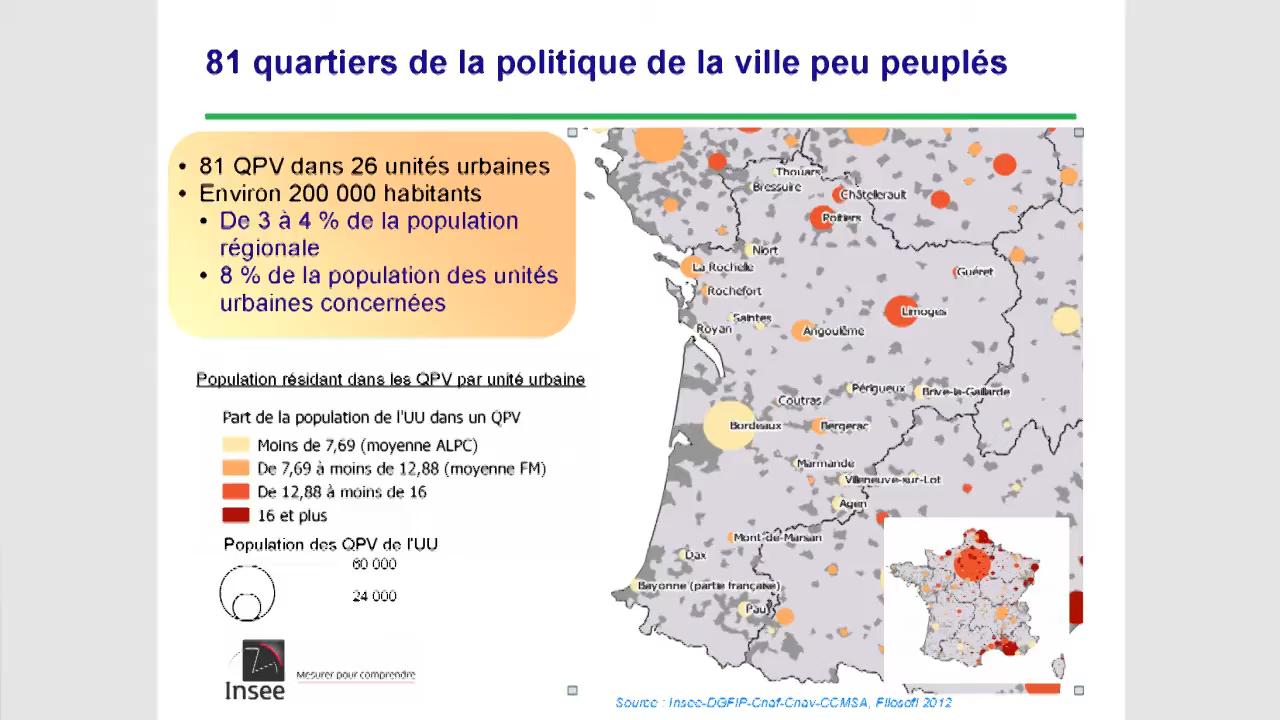 81 quartiers de la politique de la ville peu peuplés
• 81 QPV dans 26 unités urbaines
• Environ 200 000 habitants
• De 3 à 4 % de la population
régionale
• 8 % de la population des unités
urbaines concernées
Population résidant dans les QPV par unité urbaine
Part de la population de l'UU dans un QPV
Moins de 7,69 (moyenne ALPC)
De 7,69 à moins de 12,88 (moyenne FM)
De 12,88 à moins de 16
16 et plus
Population des QPV de l'UU
60 000
24 000
Insee
Mesurer pour comprendre
Thouars
Bressuire
Châtellerault
Poitiers
Niort
La Rochelle
Guéret
Rochefort
Saintes
Limoges
Royan
Angoulême
Périgueux
Brive-la-Gaillarde
Coutras
Bordeaux
Bergerac
Marmande
Villeneuve-sur-Lot
Agen
Mont-de-Marsan
Dax
Bayonne (partie française)
Pau
Source : Insee-DGFIP-Cnaf-Cnav-CCMSA, Filosofi 2012